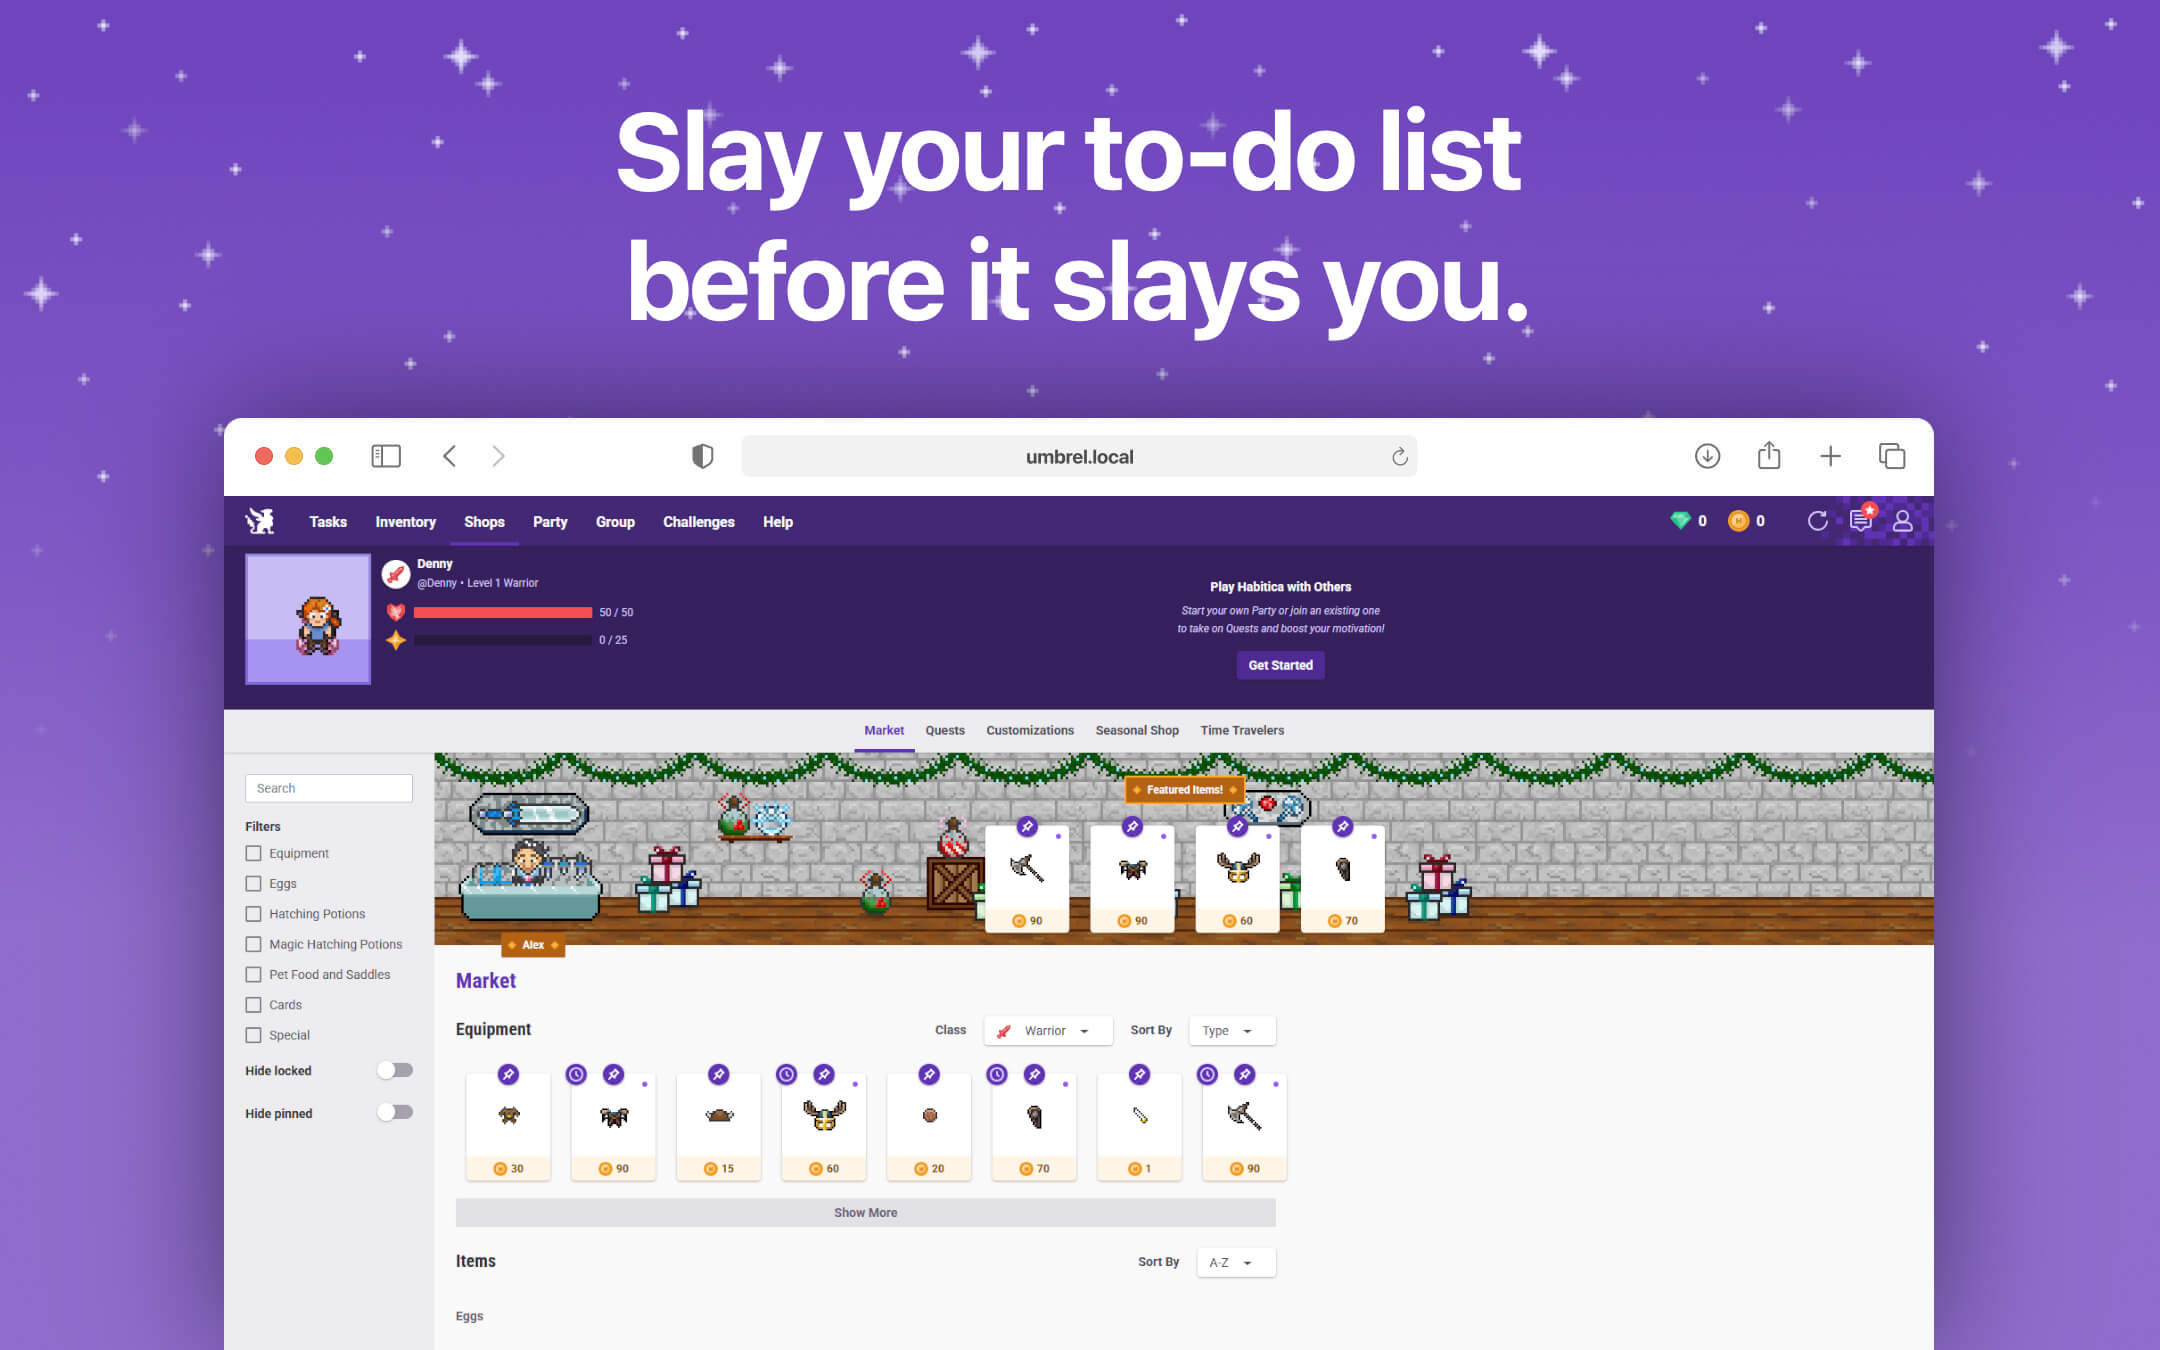 Slay your to-do list
before it slays you.
umbrel.local
Tasks Inventory Shops Party Group Challenges Help 0 0
Denny
@Denny • Level 1 Warrior
50 / 50
0 / 25
Play Habitica with Others
Start your own Party or join an existing one
to take on Quests and boost your motivation!
Get Started
Market Quests Customizations Seasonal Shop Time Travelers
Search
Filters
Equipment
Eggs
Hatching Potions
Magic Hatching Potions
Pet Food and Saddles
Cards
Special
Hide locked
Hide pinned
Featured Items!
90 90 60 70
Alex
Market
Equipment Class Warrior Sort By Type
30 90 15 60 20 70 1 90
Show More
Items Sort By A-Z
Eggs